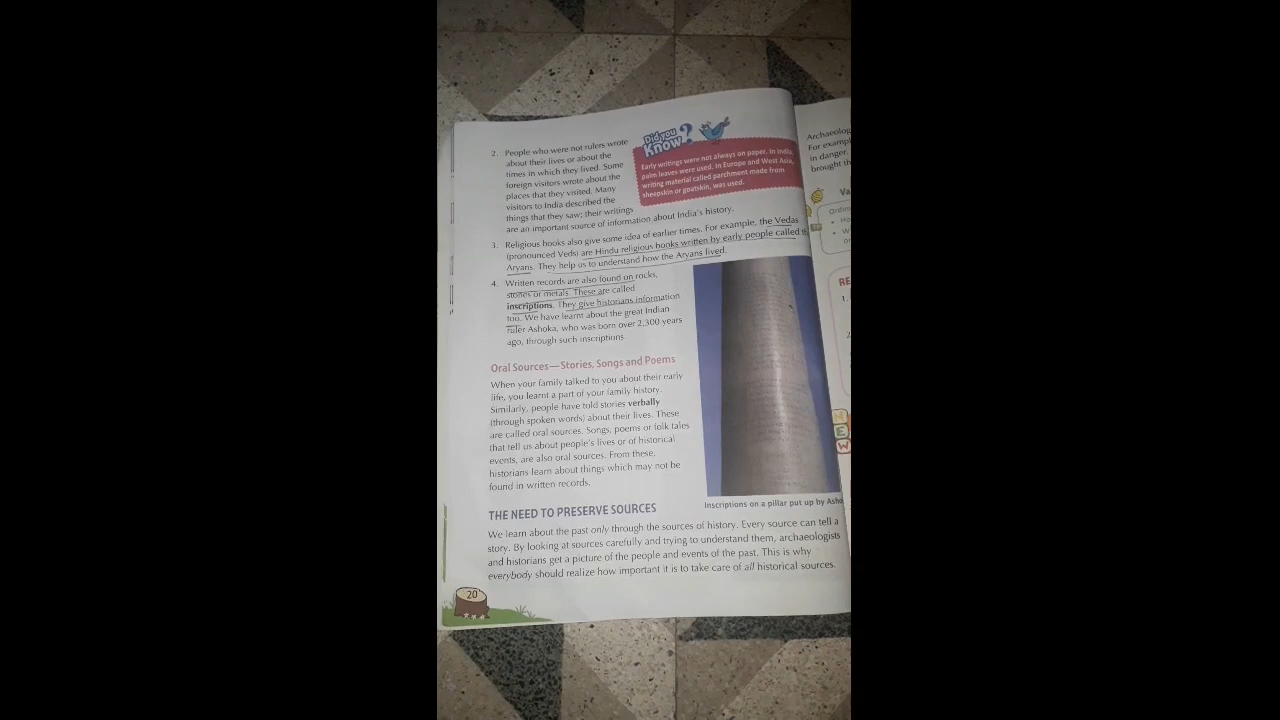 2. People who were not rulers wrote
about their lives or about the
times in which they lived. Some
foreign visitors wrote about the
places that they visited. Many
visitors to India described the
things that they saw; their writings
are an important source of information about India's history.
Did you
Know?
Early writings were not always on paper. In India,
palm leaves were used. In Europe and West Asia,
writing material called parchment made from
sheepskin or goatskin, was used.
3. Religious books also give some idea of earlier times. For example, the Vedas
(pronounced Veds) are Hindu religious books written by early people called
Aryans. They help us to understand how the Aryans lived.
4. Written records are also found on rocks,
stones or metals. These are called
inscriptions. They give historians information
too. We have learnt about the great Indian
ruler Ashoka, who was born over 2,300 years
ago, through such inscriptions
Oral Sources—Stories, Songs and Poems
When your family talked to you about their early
life, you learnt a part of your family history.
Similarly, people have told stories verbally
(through spoken words) about their lives. These
are called oral sources. Songs, poems or folk tales
that tell us about people's lives or of historical
events, are also oral sources. From these,
historians learn about things which may not be
found in written records.
Inscriptions on a pillar put up by Asho
THE NEED TO PRESERVE SOURCES
We learn about the past only through the sources of history. Every source can tell a
story. By looking at sources carefully and trying to understand them, archaeologists
and historians get a picture of the people and events of the past. This is why
everybody should realize how important it is to take care of all historical sources.
20
Archaeolog
For exampl
in danger.
brought th
Va
RE
1.
N
E
W